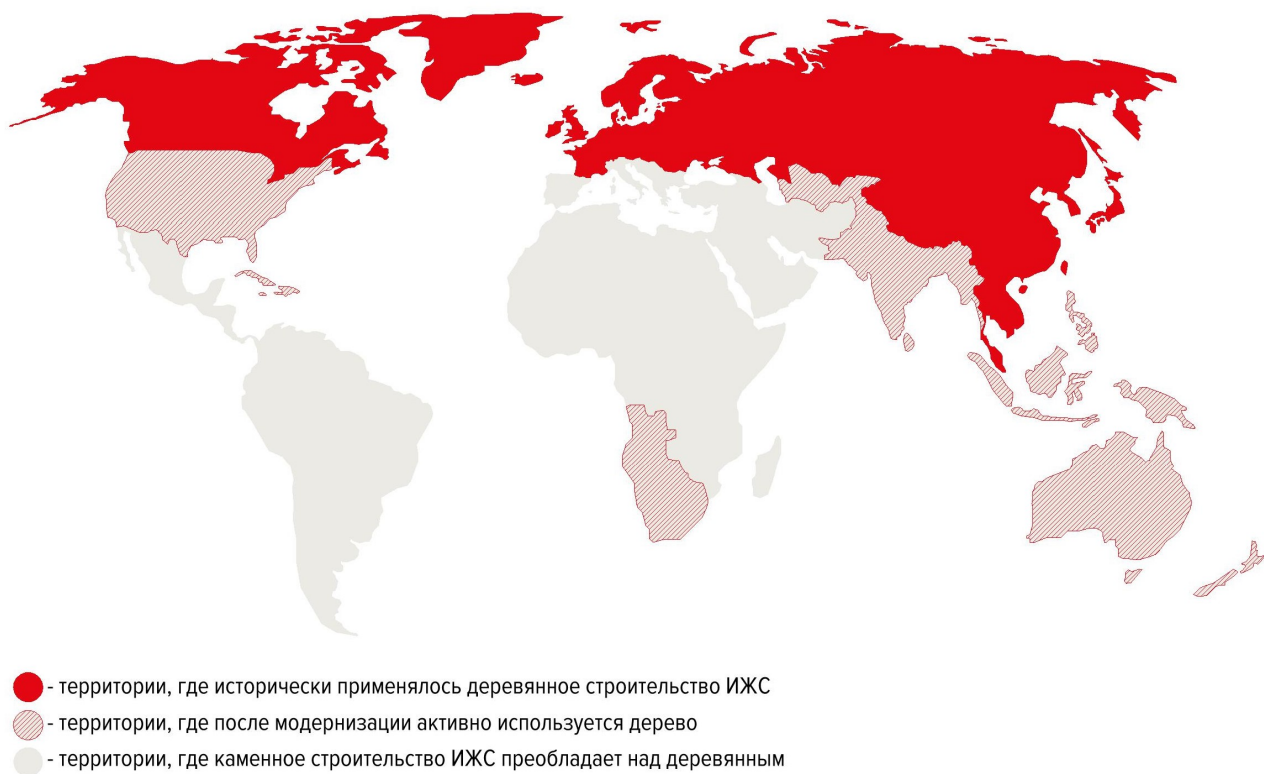 - территории, где исторически применялось деревянное строительство ИЖС
- территории, где после модернизации активно используется дерево
- территории, где каменное строительство ИЖС преобладает над деревянным